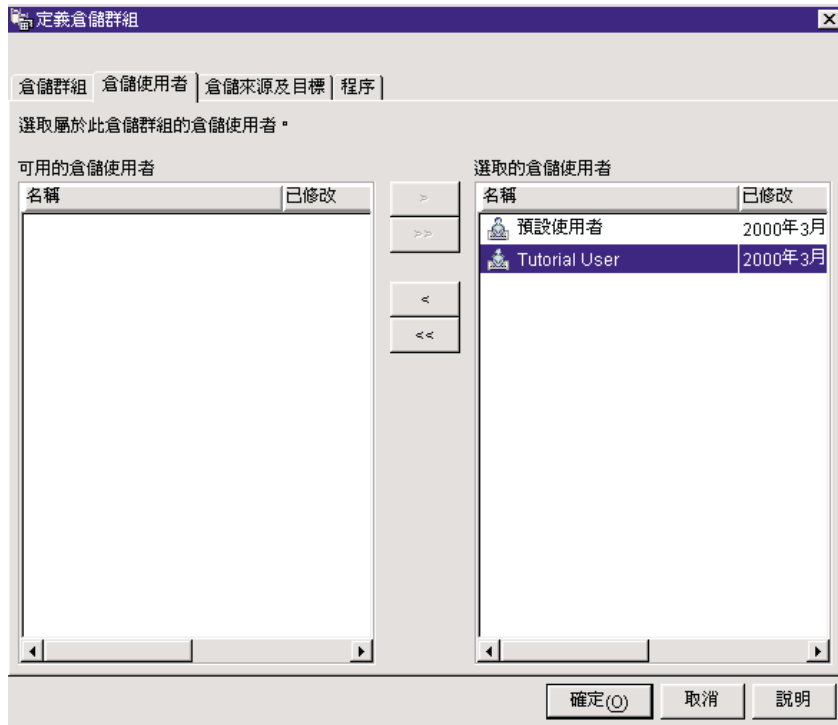 定義倉儲群組
倉儲群組 倉儲使用者 倉儲來源及目標 程序
選取屬於此倉儲群組的倉儲使用者。
可用的倉儲使用者
名稱 已修改
>
>>
<
<<
選取的倉儲使用者
名稱 已修改
預設使用者 2000年3月
Tutorial User 2000年3月
確定(O) 取消 說明